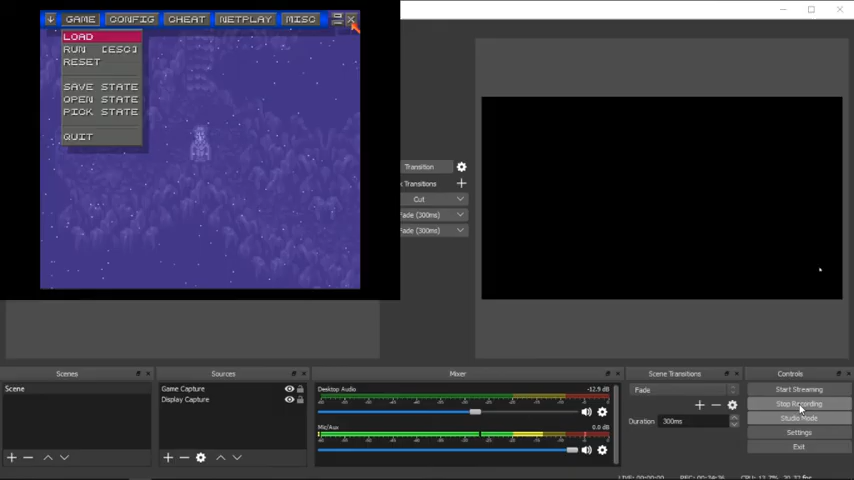 GAME CONFIG CHEAT NETPLAY MISC
LOAD
RUN [ESC]
RESET
SAVE STATE
OPEN STATE
PICK STATE
QUIT
Transition
x Transitions
Cut
Fade (300ms)
Fade (300ms)
Scenes Sources Mixer Scene Transitions Controls
Scene
Game Capture
Display Capture
Desktop Audio -12.9 dB
Mic/Aux 0.0 dB
Fade
Duration 300ms
Start Streaming
Stop Recording
Studio Mode
Settings
Exit